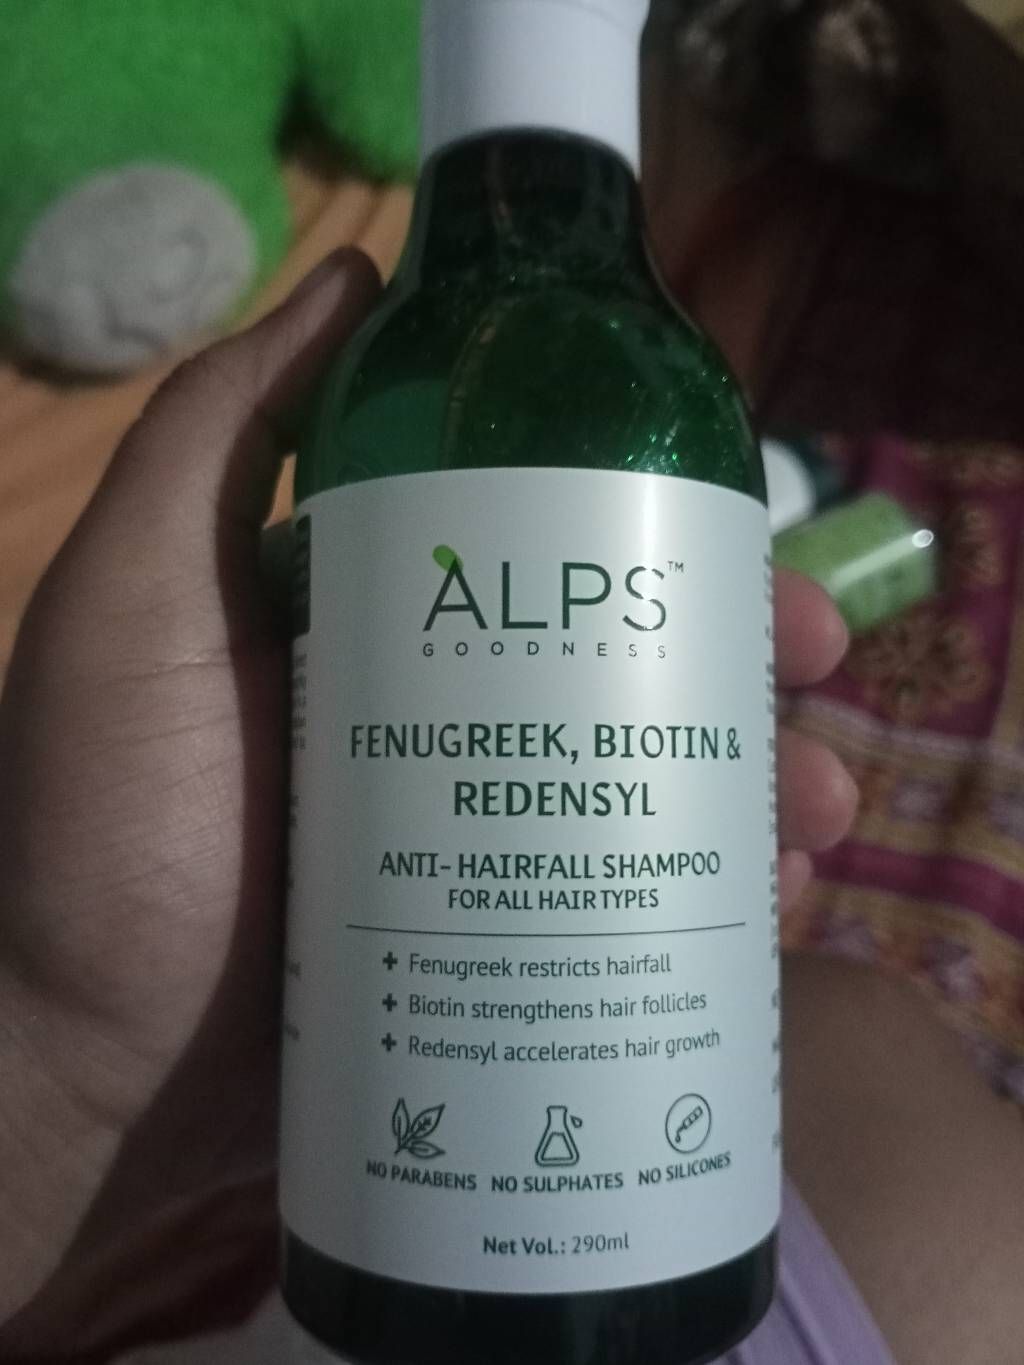 ALPS™
GOODNESS
FENUGREEK, BIOTIN &
REDENSYL
ANTI- HAIRFALL SHAMPOO
FOR ALL HAIR TYPES
+ Fenugreek restricts hairfall
+ Biotin strengthens hair follicles
+ Redensyl accelerates hair growth
NO PARABENS NO SULPHATES NO SILICONES
Net Vol.: 290ml